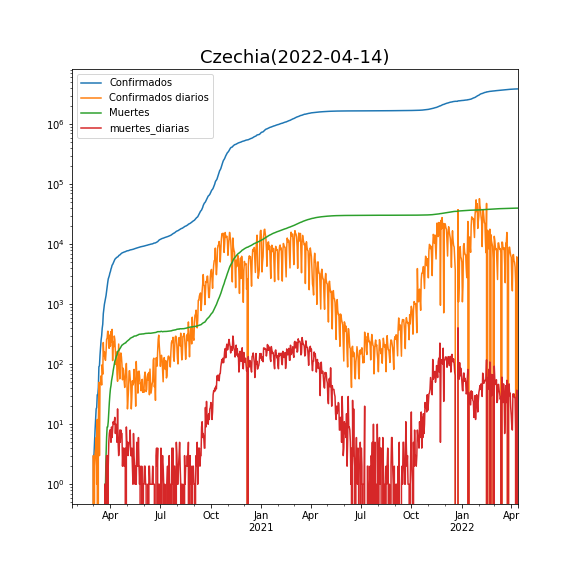 Czechia(2022-04-14)
Confirmados
Confirmados diarios
Muertes
muertes_diarias
10⁶
10⁵
10⁴
10³
10²
10¹
10⁰
Apr Jul Oct Jan Apr Jul Oct Jan Apr
2021 2022